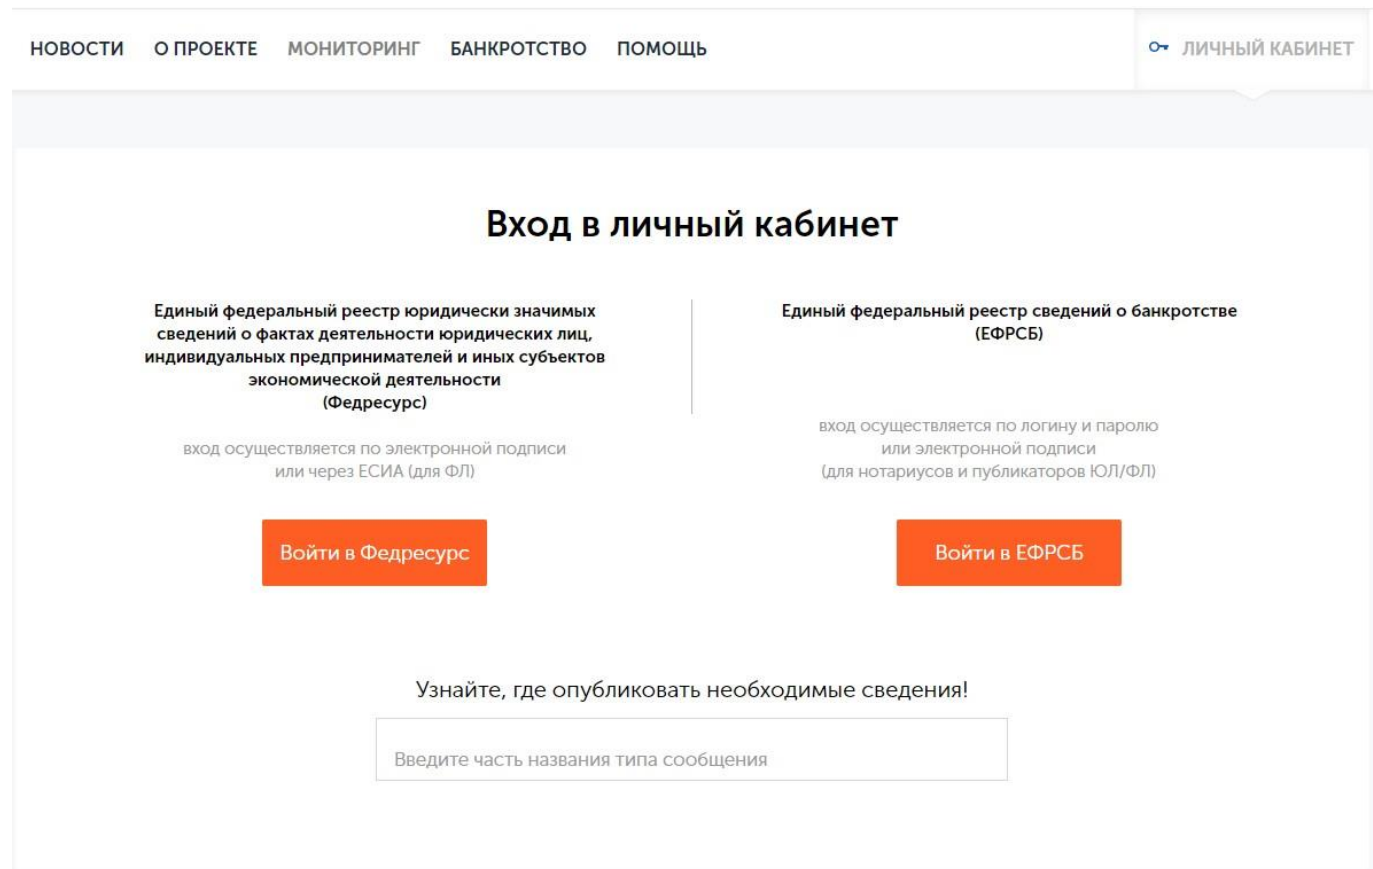 НОВОСТИ О ПРОЕКТЕ МОНИТОРИНГ БАНКРОТСТВО ПОМОЩЬ ЛИЧНЫЙ КАБИНЕТ
Вход в личный кабинет
Единый федеральный реестр юридически значимых
сведений о фактах деятельности юридических лиц,
индивидуальных предпринимателей и иных субъектов
экономической деятельности
(Федресурс)
вход осуществляется по электронной подписи
или через ЕСИА (для ФЛ)
Войти в Федресурс
Единый федеральный реестр сведений о банкротстве
(ЕФРСБ)
вход осуществляется по логину и паролю
или электронной подписи
(для нотариусов и публикаторов ЮЛ/ФЛ)
Войти в ЕФРСБ
Узнайте, где опубликовать необходимые сведения!
Введите часть названия типа сообщения